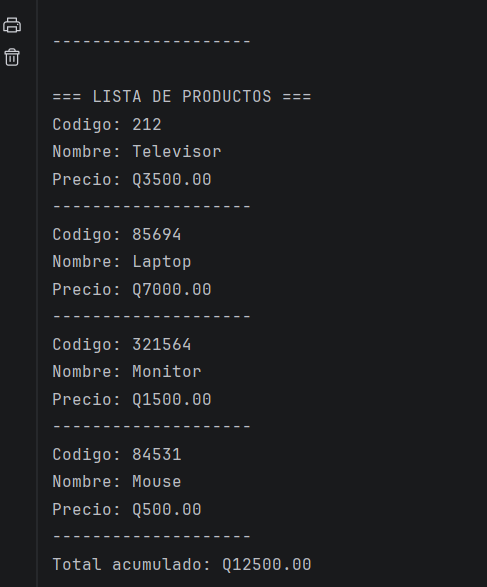 --------------------
=== LISTA DE PRODUCTOS ===
Codigo: 212
Nombre: Televisor
Precio: Q3500.00
--------------------
Codigo: 85694
Nombre: Laptop
Precio: Q7000.00
--------------------
Codigo: 321564
Nombre: Monitor
Precio: Q1500.00
--------------------
Codigo: 84531
Nombre: Mouse
Precio: Q500.00
--------------------
Total acumulado: Q12500.00